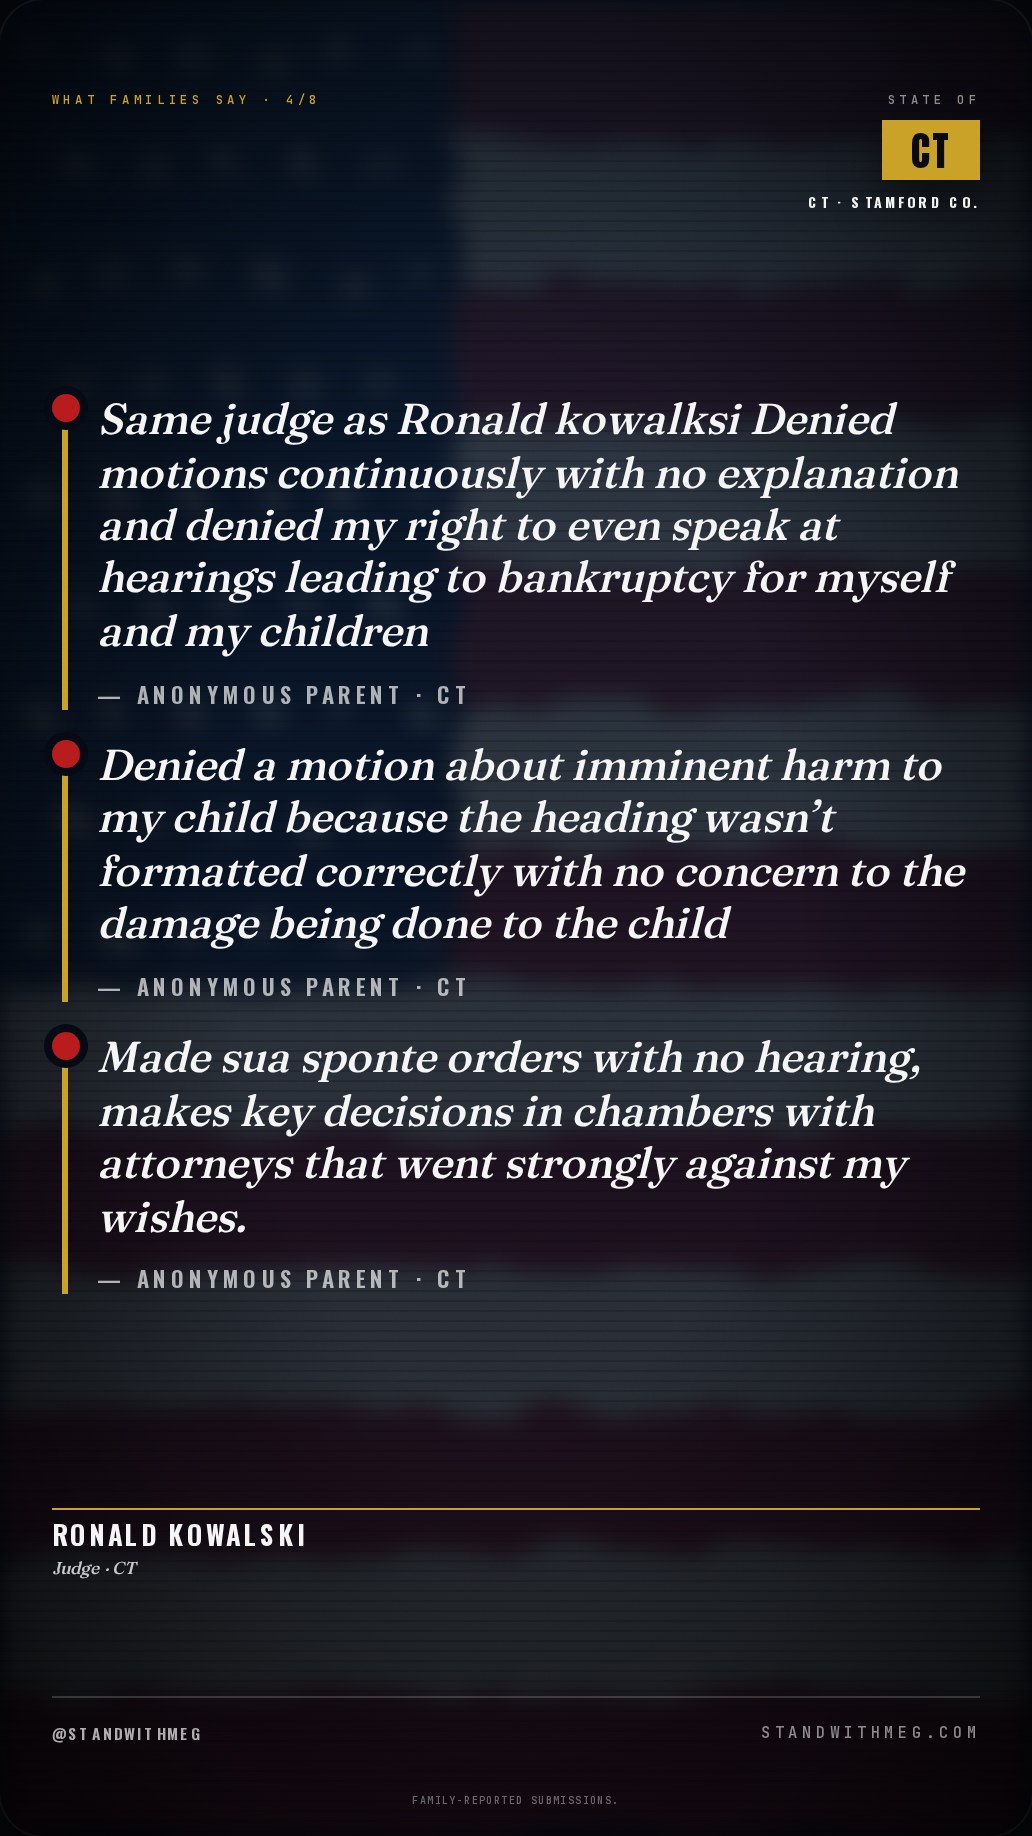 WHAT FAMILIES SAY · 4/8
STATE OF
CT
CT · STAMFORD CO.
Same judge as Ronald kowalksi Denied
motions continuously with no explanation
and denied my right to even speak at
hearings leading to bankruptcy for myself
and my children
— ANONYMOUS PARENT · CT
Denied a motion about imminent harm to
my child because the heading wasn’t
formatted correctly with no concern to the
damage being done to the child
— ANONYMOUS PARENT · CT
Made sua sponte orders with no hearing,
makes key decisions in chambers with
attorneys that went strongly against my
wishes.
— ANONYMOUS PARENT · CT
RONALD KOWALSKI
Judge · CT
@STANDWITHMEG
STANDWITHMEG.COM
FAMILY-REPORTED SUBMISSIONS.